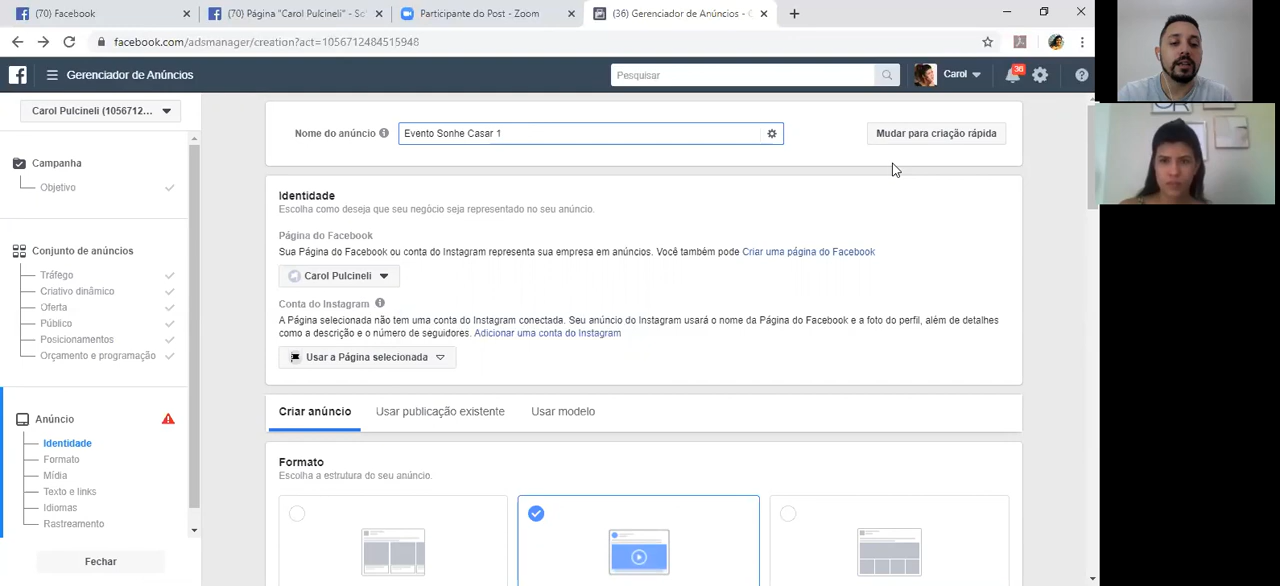 (70) Facebook
(70) Página "Carol Pulcineli" - So
Participante do Post - Zoom
(36) Gerenciador de Anúncios - C
facebook.com/adsmanager/creation?act=1056712484515948
Gerenciador de Anúncios
Pesquisar
Carol
36
Carol Pulcineli (1056712...
Campanha
Objetivo
Conjunto de anúncios
Tráfego
Criativo dinâmico
Oferta
Público
Posicionamentos
Orçamento e programação
Anúncio
Identidade
Formato
Mídia
Texto e links
Idiomas
Rastreamento
Fechar
Nome do anúncio
Evento Sonhe Casar 1
Mudar para criação rápida
Identidade
Escolha como deseja que seu negócio seja representado no seu anúncio.
Página do Facebook
Sua Página do Facebook ou conta do Instagram representa sua empresa em anúncios. Você também pode Criar uma página do Facebook
Carol Pulcineli
Conta do Instagram
A Página selecionada não tem uma conta do Instagram conectada. Seu anúncio do Instagram usará o nome da Página do Facebook e a foto do perfil, além de detalhes
como a descrição e o número de seguidores. Adicionar uma conta do Instagram
Usar a Página selecionada
Criar anúncio
Usar publicação existente
Usar modelo
Formato
Escolha a estrutura do seu anúncio.